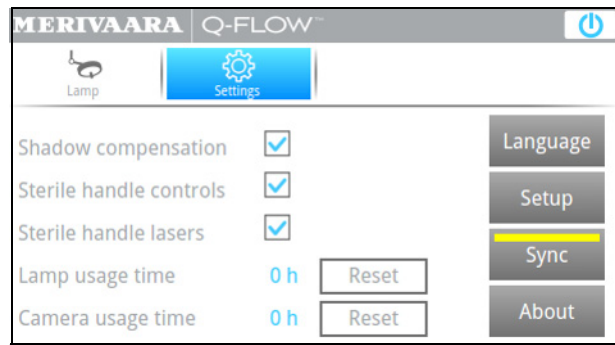 MERIVAARA Q-FLOW™
Lamp
Settings
Shadow compensation
Sterile handle controls
Sterile handle lasers
Lamp usage time 0 h Reset
Camera usage time 0 h Reset
Language
Setup
Sync
About